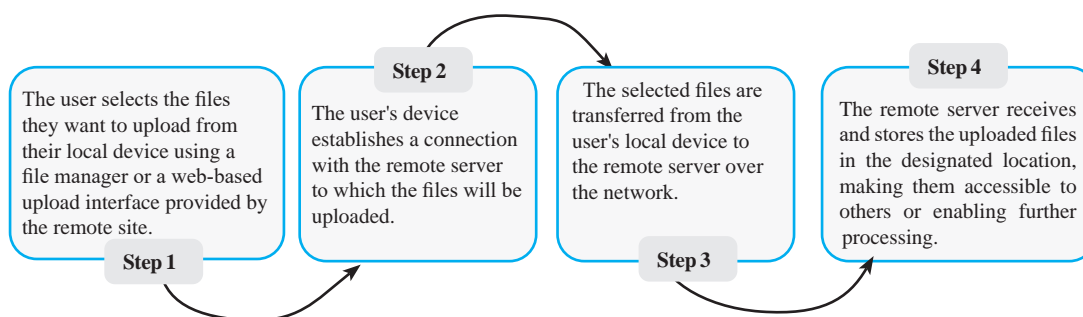 The user selects the files
they want to upload from
their local device using a
file manager or a web-based
upload interface provided by
the remote site.
Step 1
Step 2
The user's device
establishes a connection
with the remote server
to which the files will be
uploaded.
The selected files are
transferred from the
user's local device to
the remote server over
the network.
Step 3
Step 4
The remote server receives
and stores the uploaded files
in the designated location,
making them accessible to
others or enabling further
processing.